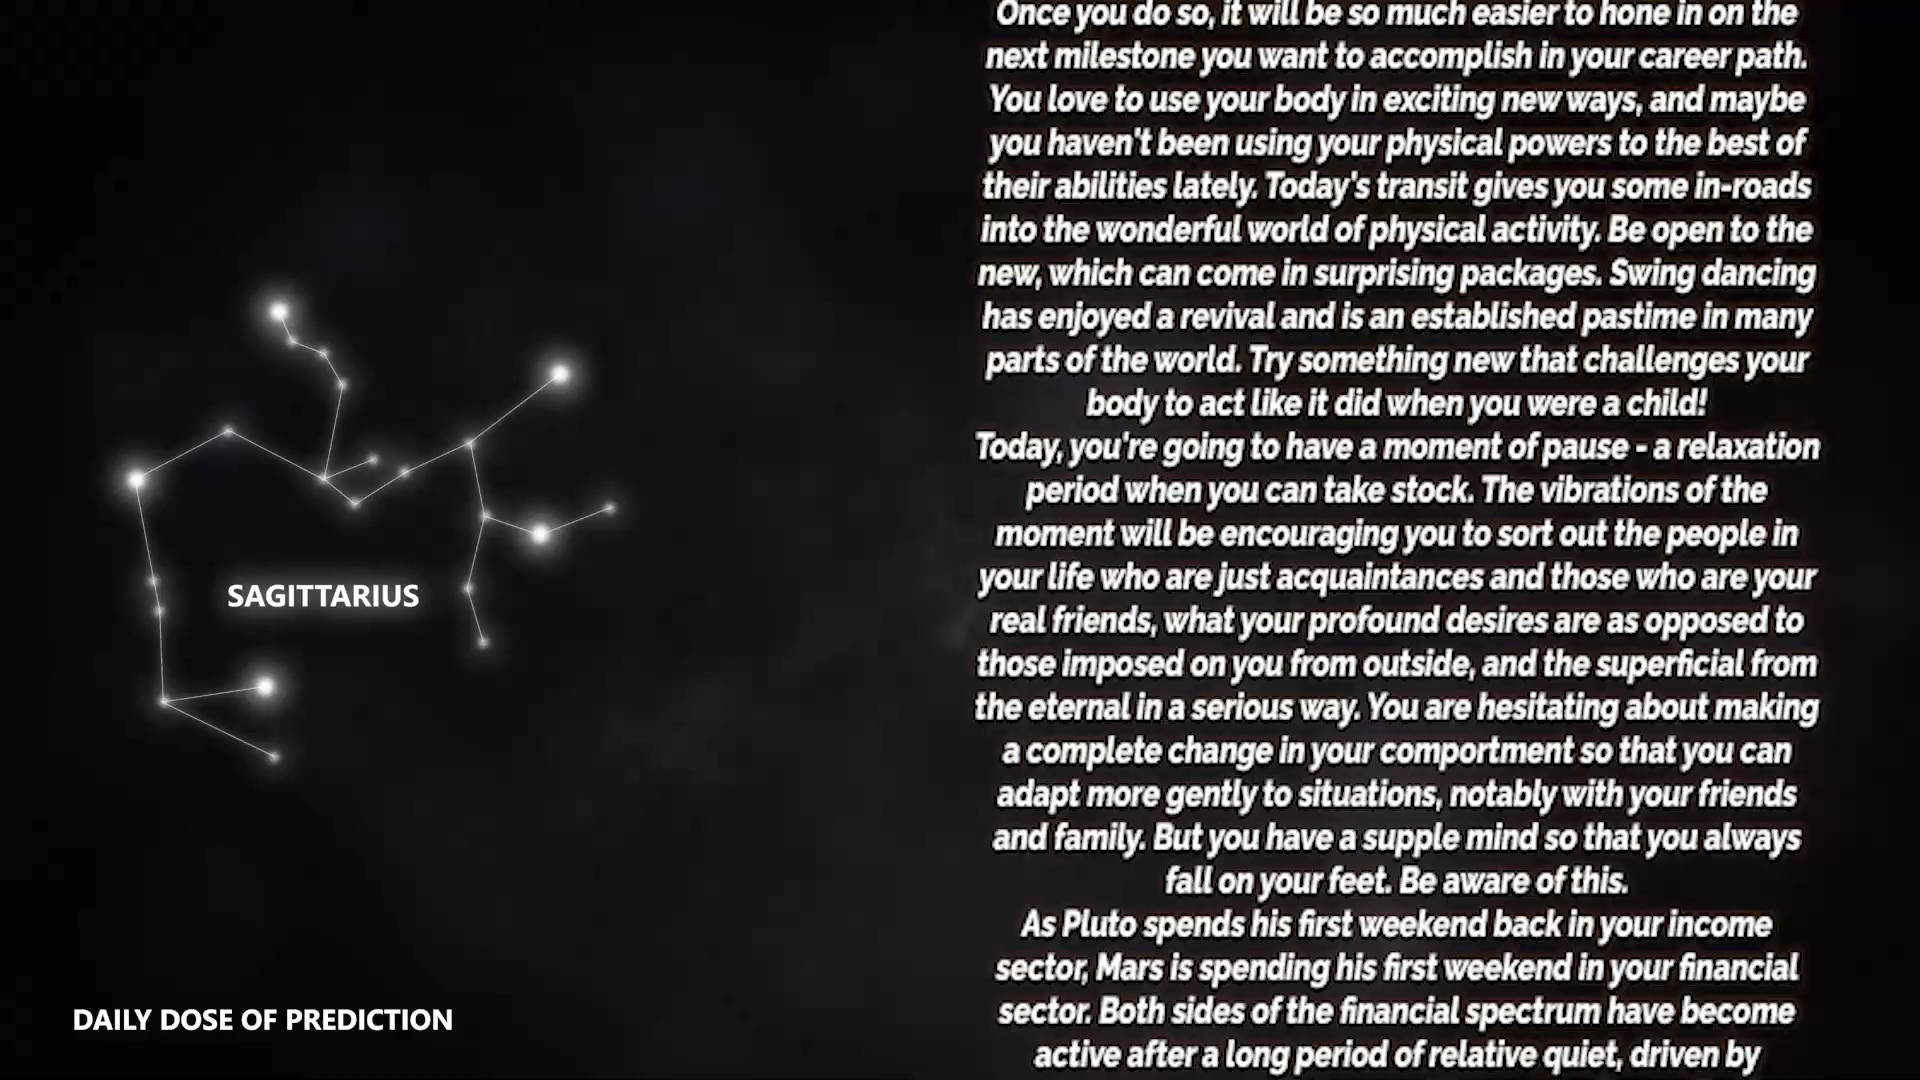 Once you do so, it will be so much easier to hone in on the
next milestone you want to accomplish in your career path.
You love to use your body in exciting new ways, and maybe
you haven't been using your physical powers to the best of
their abilities lately. Today's transit gives you some in-roads
into the wonderful world of physical activity. Be open to the
new, which can come in surprising packages. Swing dancing
has enjoyed a revival and is an established pastime in many
parts of the world. Try something new that challenges your
body to act like it did when you were a child!
Today, you're going to have a moment of pause - a relaxation
period when you can take stock. The vibrations of the
moment will be encouraging you to sort out the people in
your life who are just acquaintances and those who are your
real friends, what your profound desires are as opposed to
those imposed on you from outside, and the superficial from
the eternal in a serious way. You are hesitating about making
a complete change in your comportment so that you can
adapt more gently to situations, notably with your friends
and family. But you have a supple mind so that you always
fall on your feet. Be aware of this.
As Pluto spends his first weekend back in your income
sector, Mars is spending his first weekend in your financial
sector. Both sides of the financial spectrum have become
active after a long period of relative quiet, driven by
SAGITTARIUS
DAILY DOSE OF PREDICTION